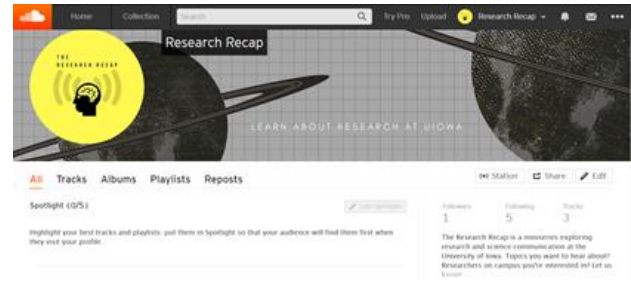 Home Collection Search Try Pro Upload Research Recap
Research Recap
THE
RESEARCH RECAP
LEARN ABOUT RESEARCH AT UIOWA
All Tracks Albums Playlists Reposts Station Share Edit
Spotlight (0/5)
Highlight your best tracks and playlists: put them in Spotlight so that your audience will find them first when
they visit your profile.
Followers Following Tracks
1 5 3
The Research Recap is a miniseries exploring
research and science communication at the
University of Iowa. Topics you want to hear about?
Researchers on campus you're interested in? Let us
know!